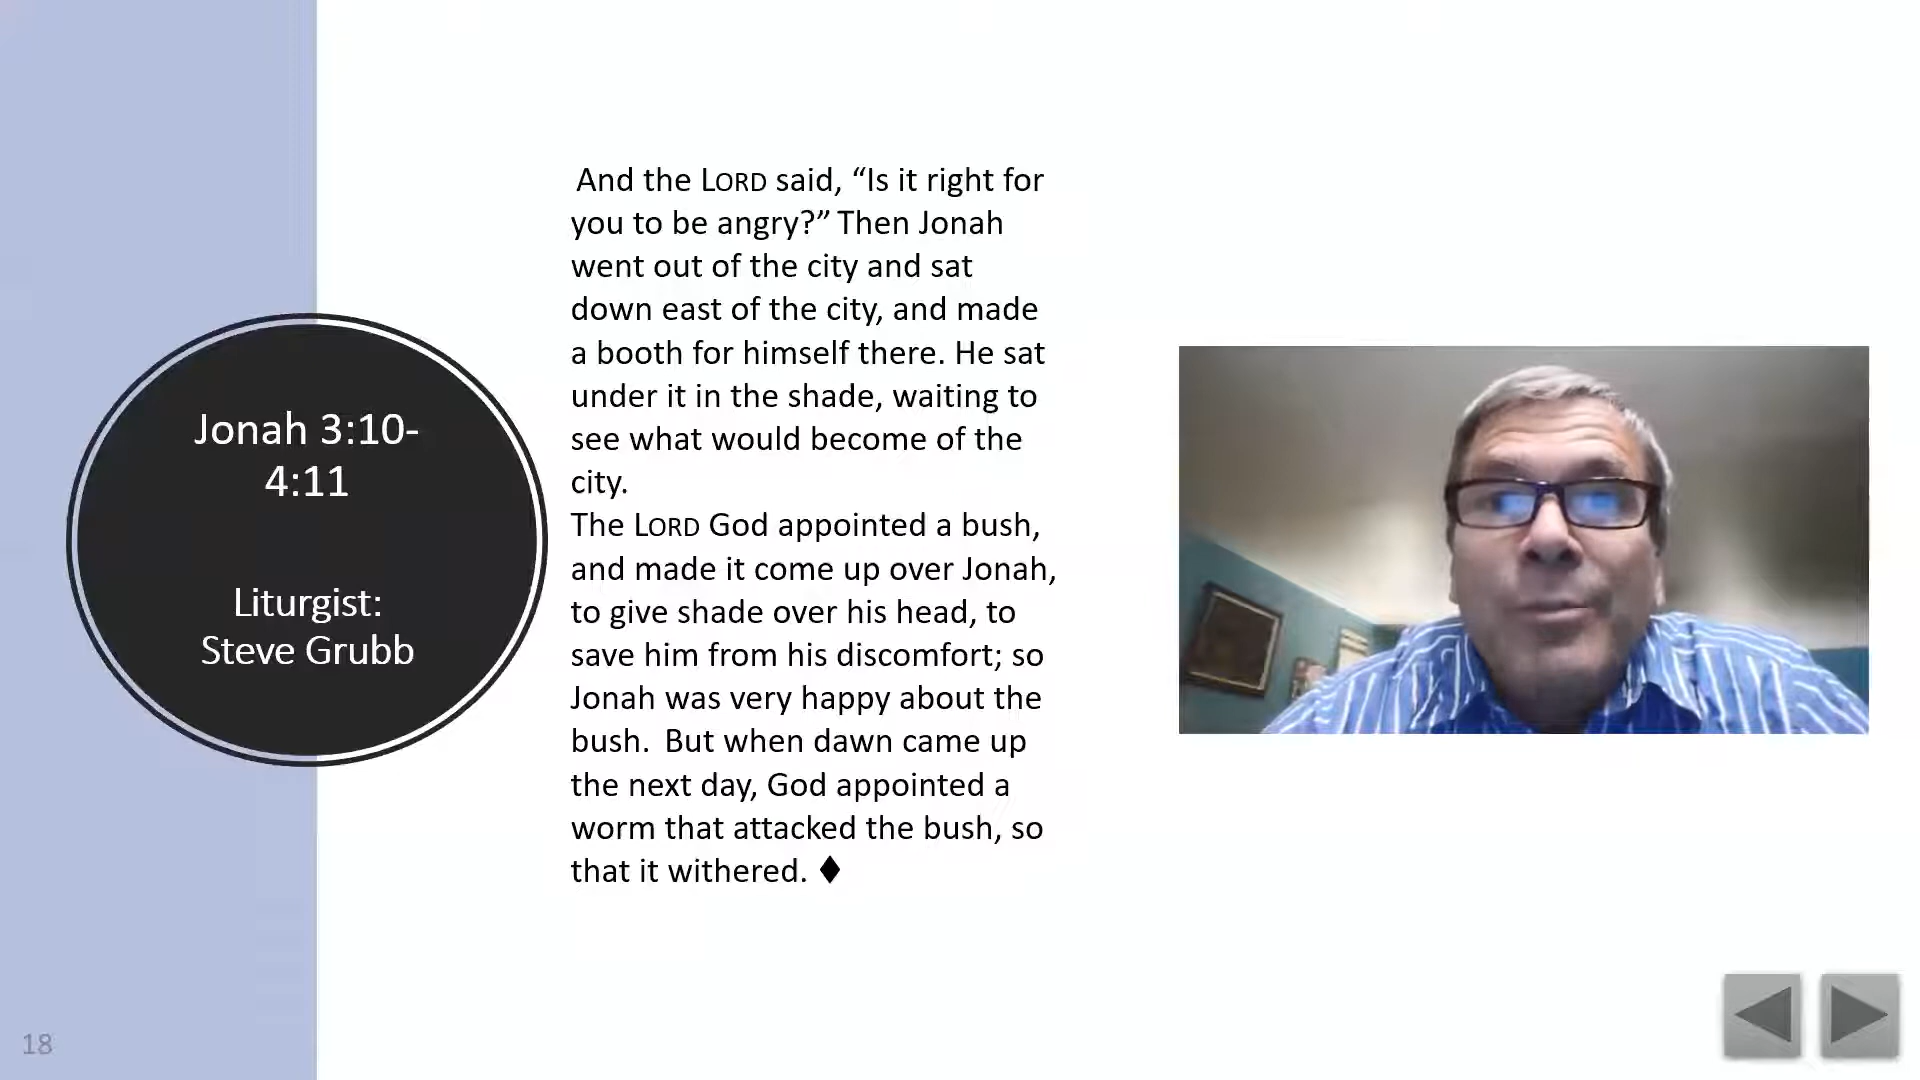 Jonah 3:10-
4:11
Liturgist:
Steve Grubb
And the LORD said, “Is it right for
you to be angry?” Then Jonah
went out of the city and sat
down east of the city, and made
a booth for himself there. He sat
under it in the shade, waiting to
see what would become of the
city.
The LORD God appointed a bush,
and made it come up over Jonah,
to give shade over his head, to
save him from his discomfort; so
Jonah was very happy about the
bush.  But when dawn came up
the next day, God appointed a
worm that attacked the bush, so
that it withered. ♦
18